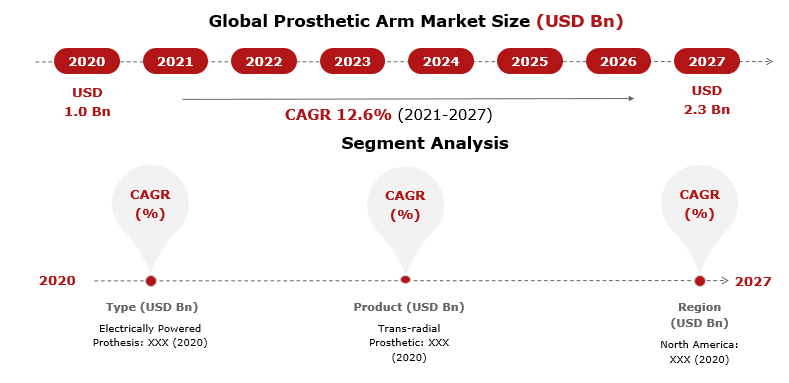 Global Prosthetic Arm Market Size (USD Bn)
2020 2021 2022 2023 2024 2025 2026 2027
USD
1.0 Bn
USD
2.3 Bn
CAGR 12.6% (2021-2027)
Segment Analysis
CAGR
(%)
CAGR
(%)
CAGR
(%)
2020
2027
Type (USD Bn)
Electrically Powered
Prothesis: XXX (2020)
Product (USD Bn)
Trans-radial
Prosthetic: XXX
(2020)
Region
(USD Bn)
North America:
XXX (2020)